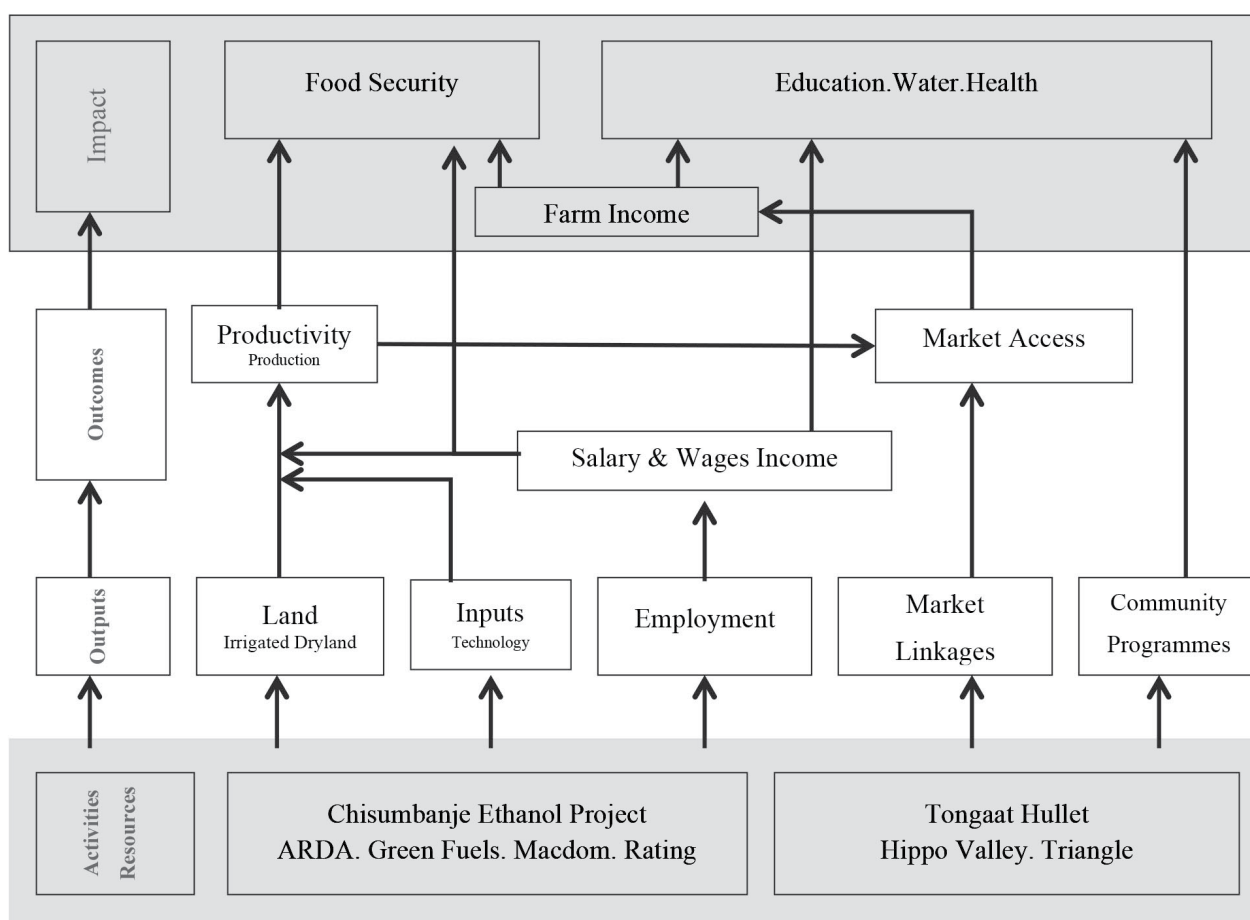 Impact
Food Security
Education.Water.Health
Farm Income
Outcomes
Productivity
Production
Market Access
Salary & Wages Income
Outputs
Land
Irrigated Dryland
Inputs
Technology
Employment
Market
Linkages
Community
Programmes
Activities
Resources
Chisumbanje Ethanol Project
ARDA. Green Fuels. Macdom. Rating
Tongaat Hullet
Hippo Valley. Triangle